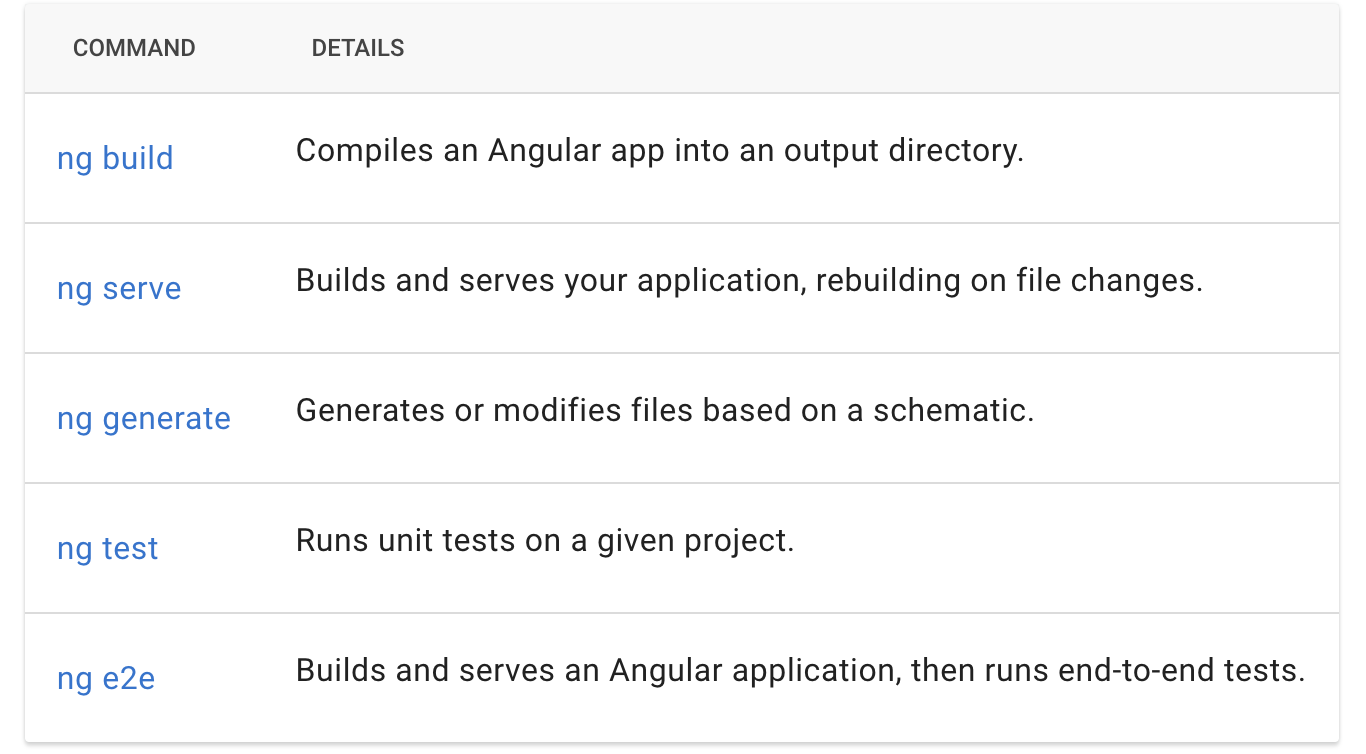 COMMAND DETAILS
ng build Compiles an Angular app into an output directory.
ng serve Builds and serves your application, rebuilding on file changes.
ng generate Generates or modifies files based on a schematic.
ng test Runs unit tests on a given project.
ng e2e Builds and serves an Angular application, then runs end-to-end tests.